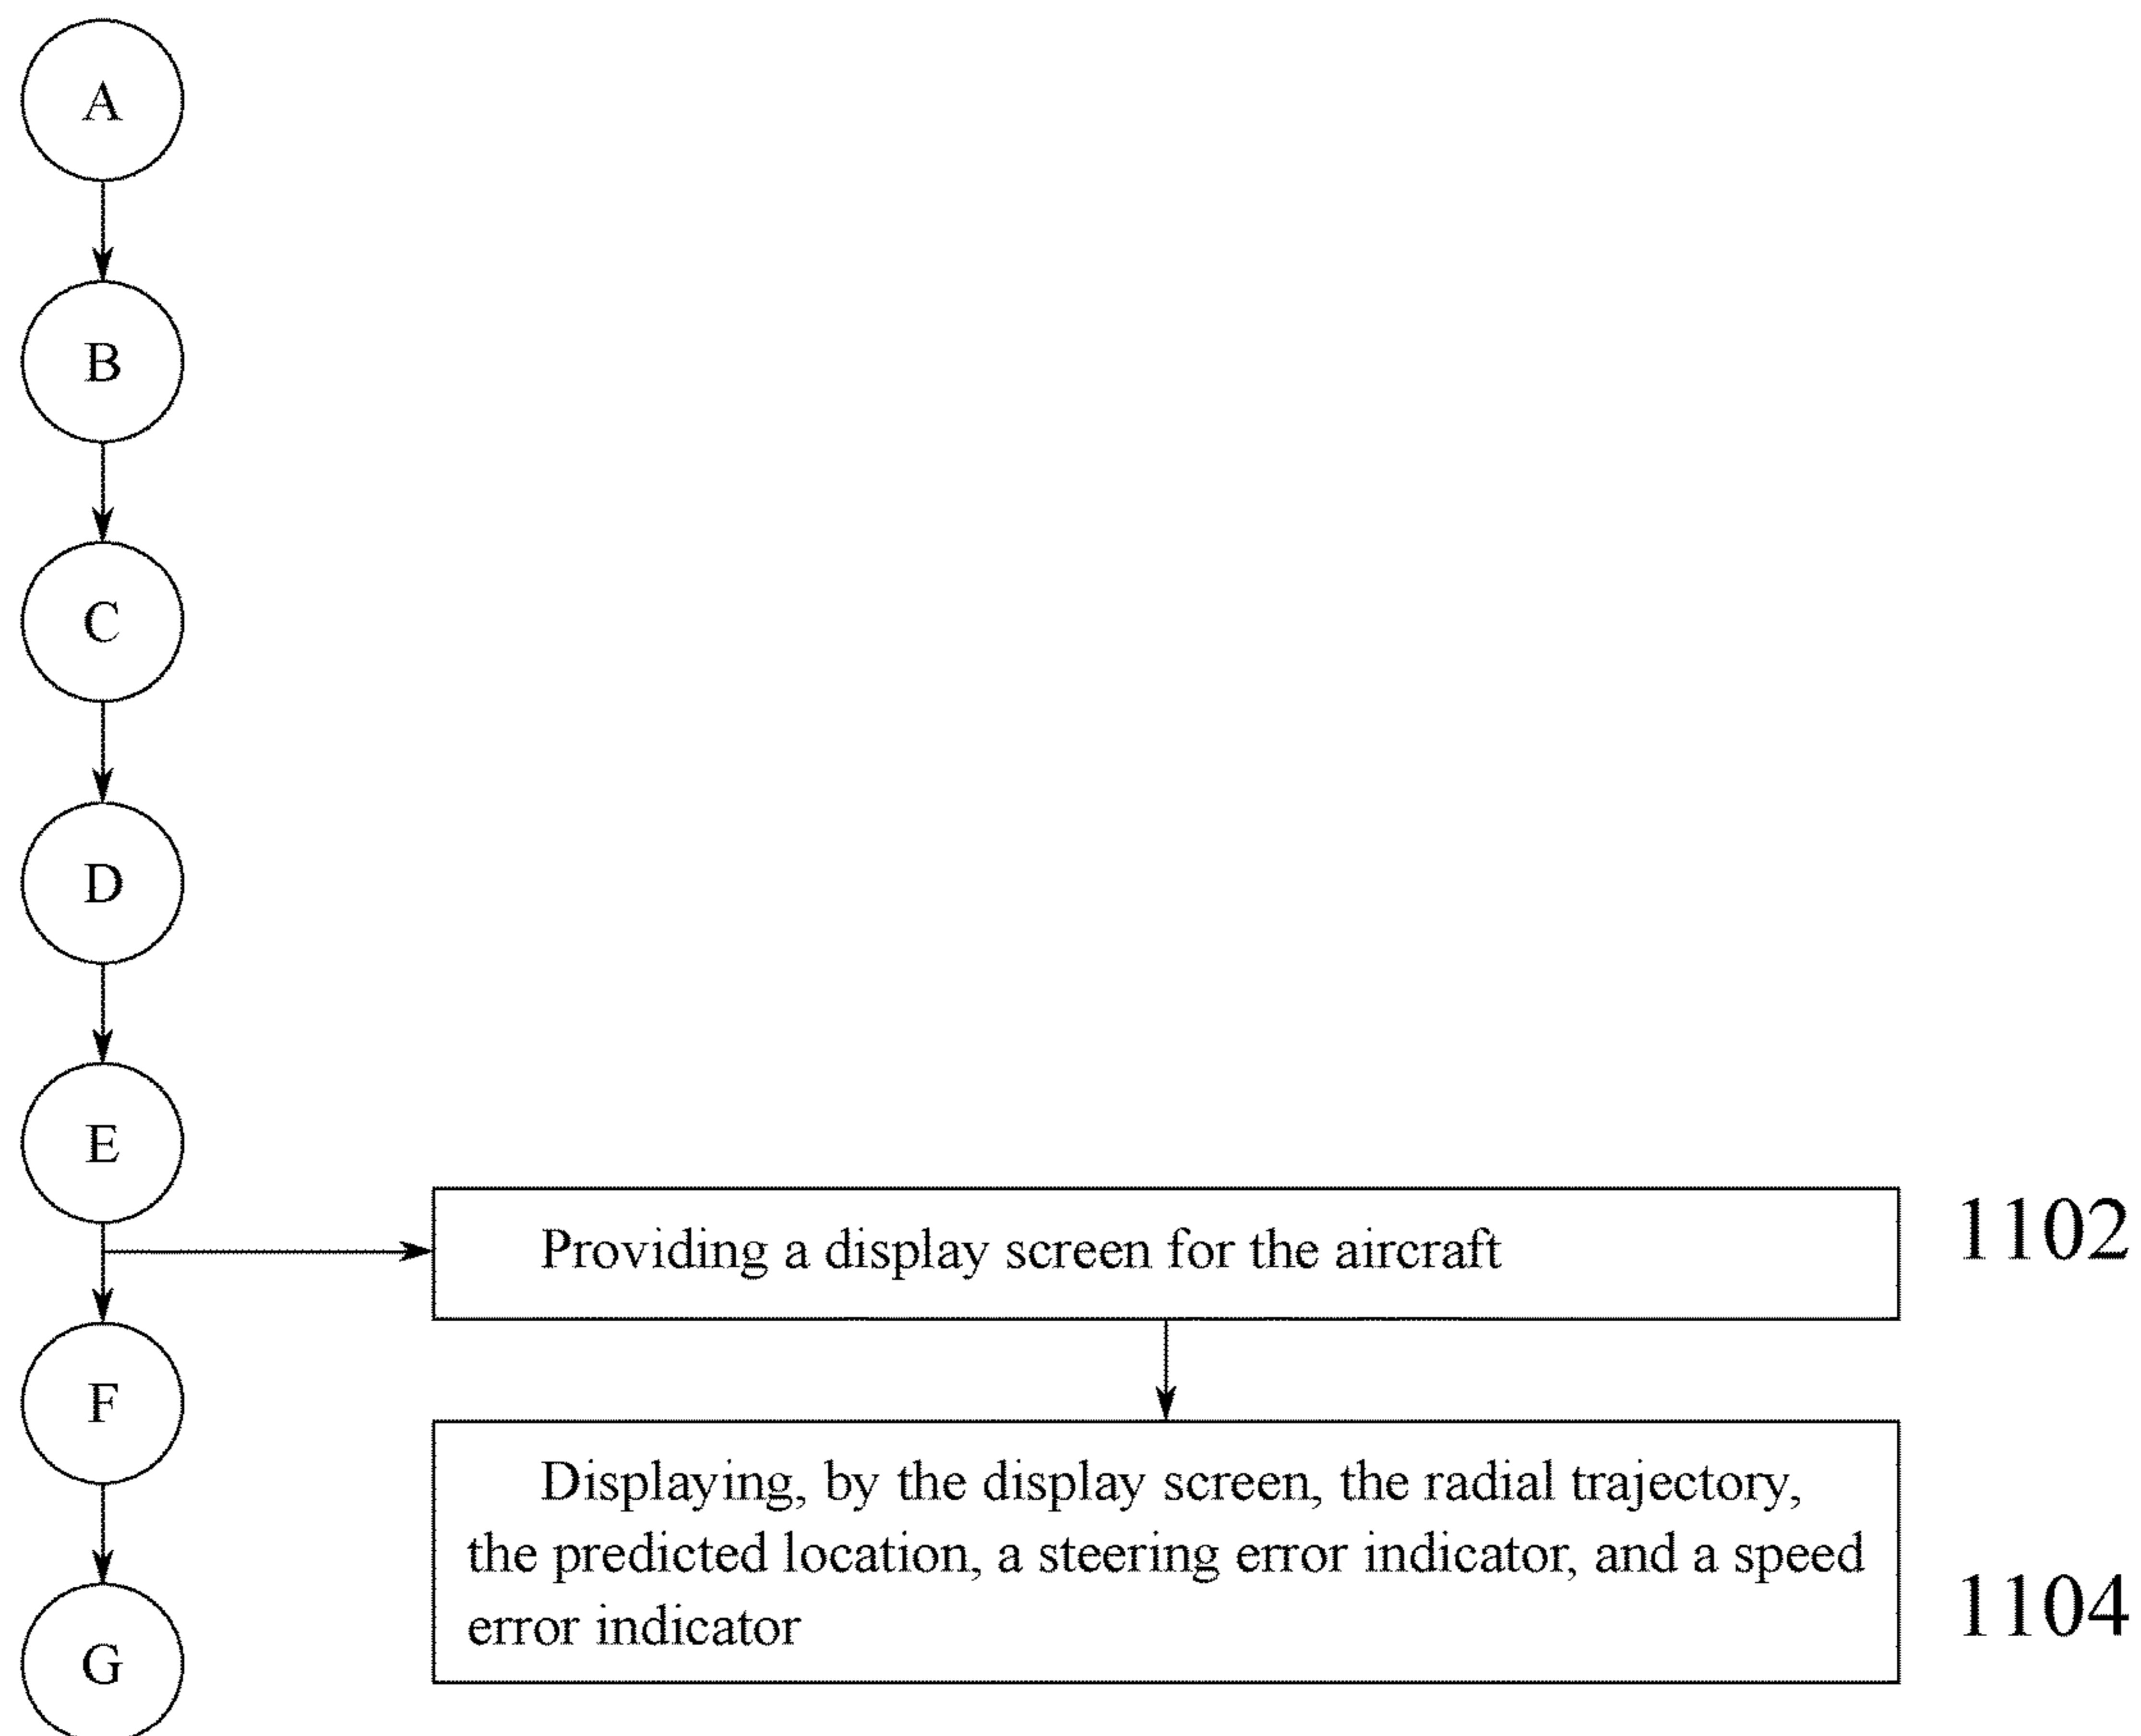 A
B
C
D
E
Providing a display screen for the aircraft
1102
F
Displaying, by the display screen, the radial trajectory,
the predicted location, a steering error indicator, and a speed
error indicator
1104
G